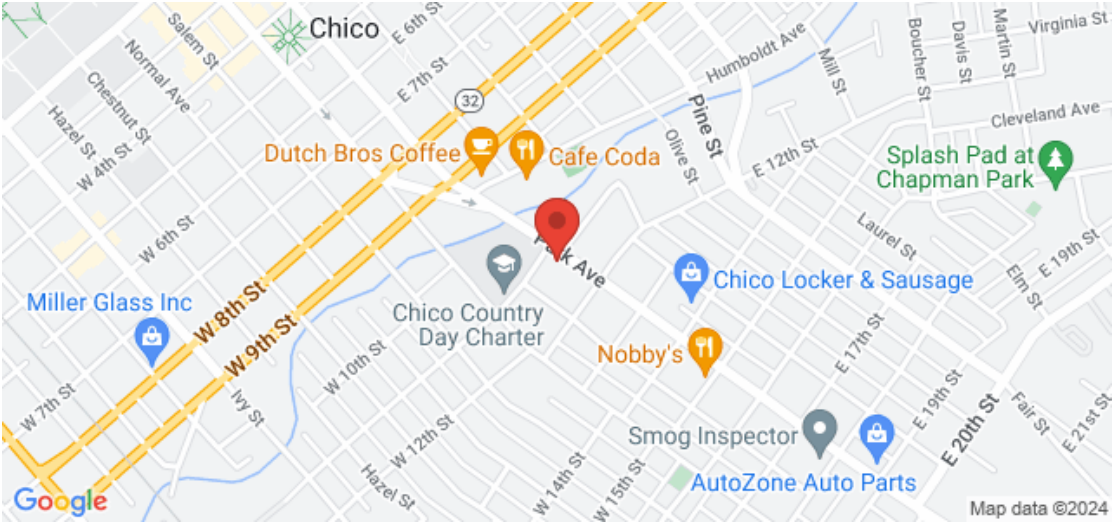 Chico
E 6th St
Salem St
Normal Ave
Chestnut St
Hazel St
W 4th St
E 7th St
32
Humboldt Ave
Mill St
Boucher St
Davis St
Martin St
Virginia St
Cleveland Ave
Pine St
Olive St
E 12th St
Dutch Bros Coffee
Cafe Coda
Splash Pad at
Chapman Park
W 6th St
Park Ave
Laurel St
Elm St
E 19th St
Chico Country
Day Charter
Chico Locker & Sausage
Miller Glass Inc
W 8th St
W 9th St
W 10th St
Nobby's
E 17th St
W 7th St
Ivy St
W 12th St
Hazel St
E 19th St
E 20th St
Fair St
E 21st St
Smog Inspector
AutoZone Auto Parts
W 14th St
W 15th St
Google
Map data ©2024